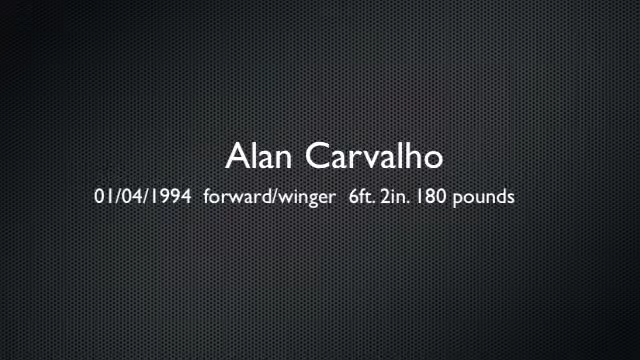 Alan Carvalho
01/04/1994 forward/winger 6ft. 2in. 180 pounds